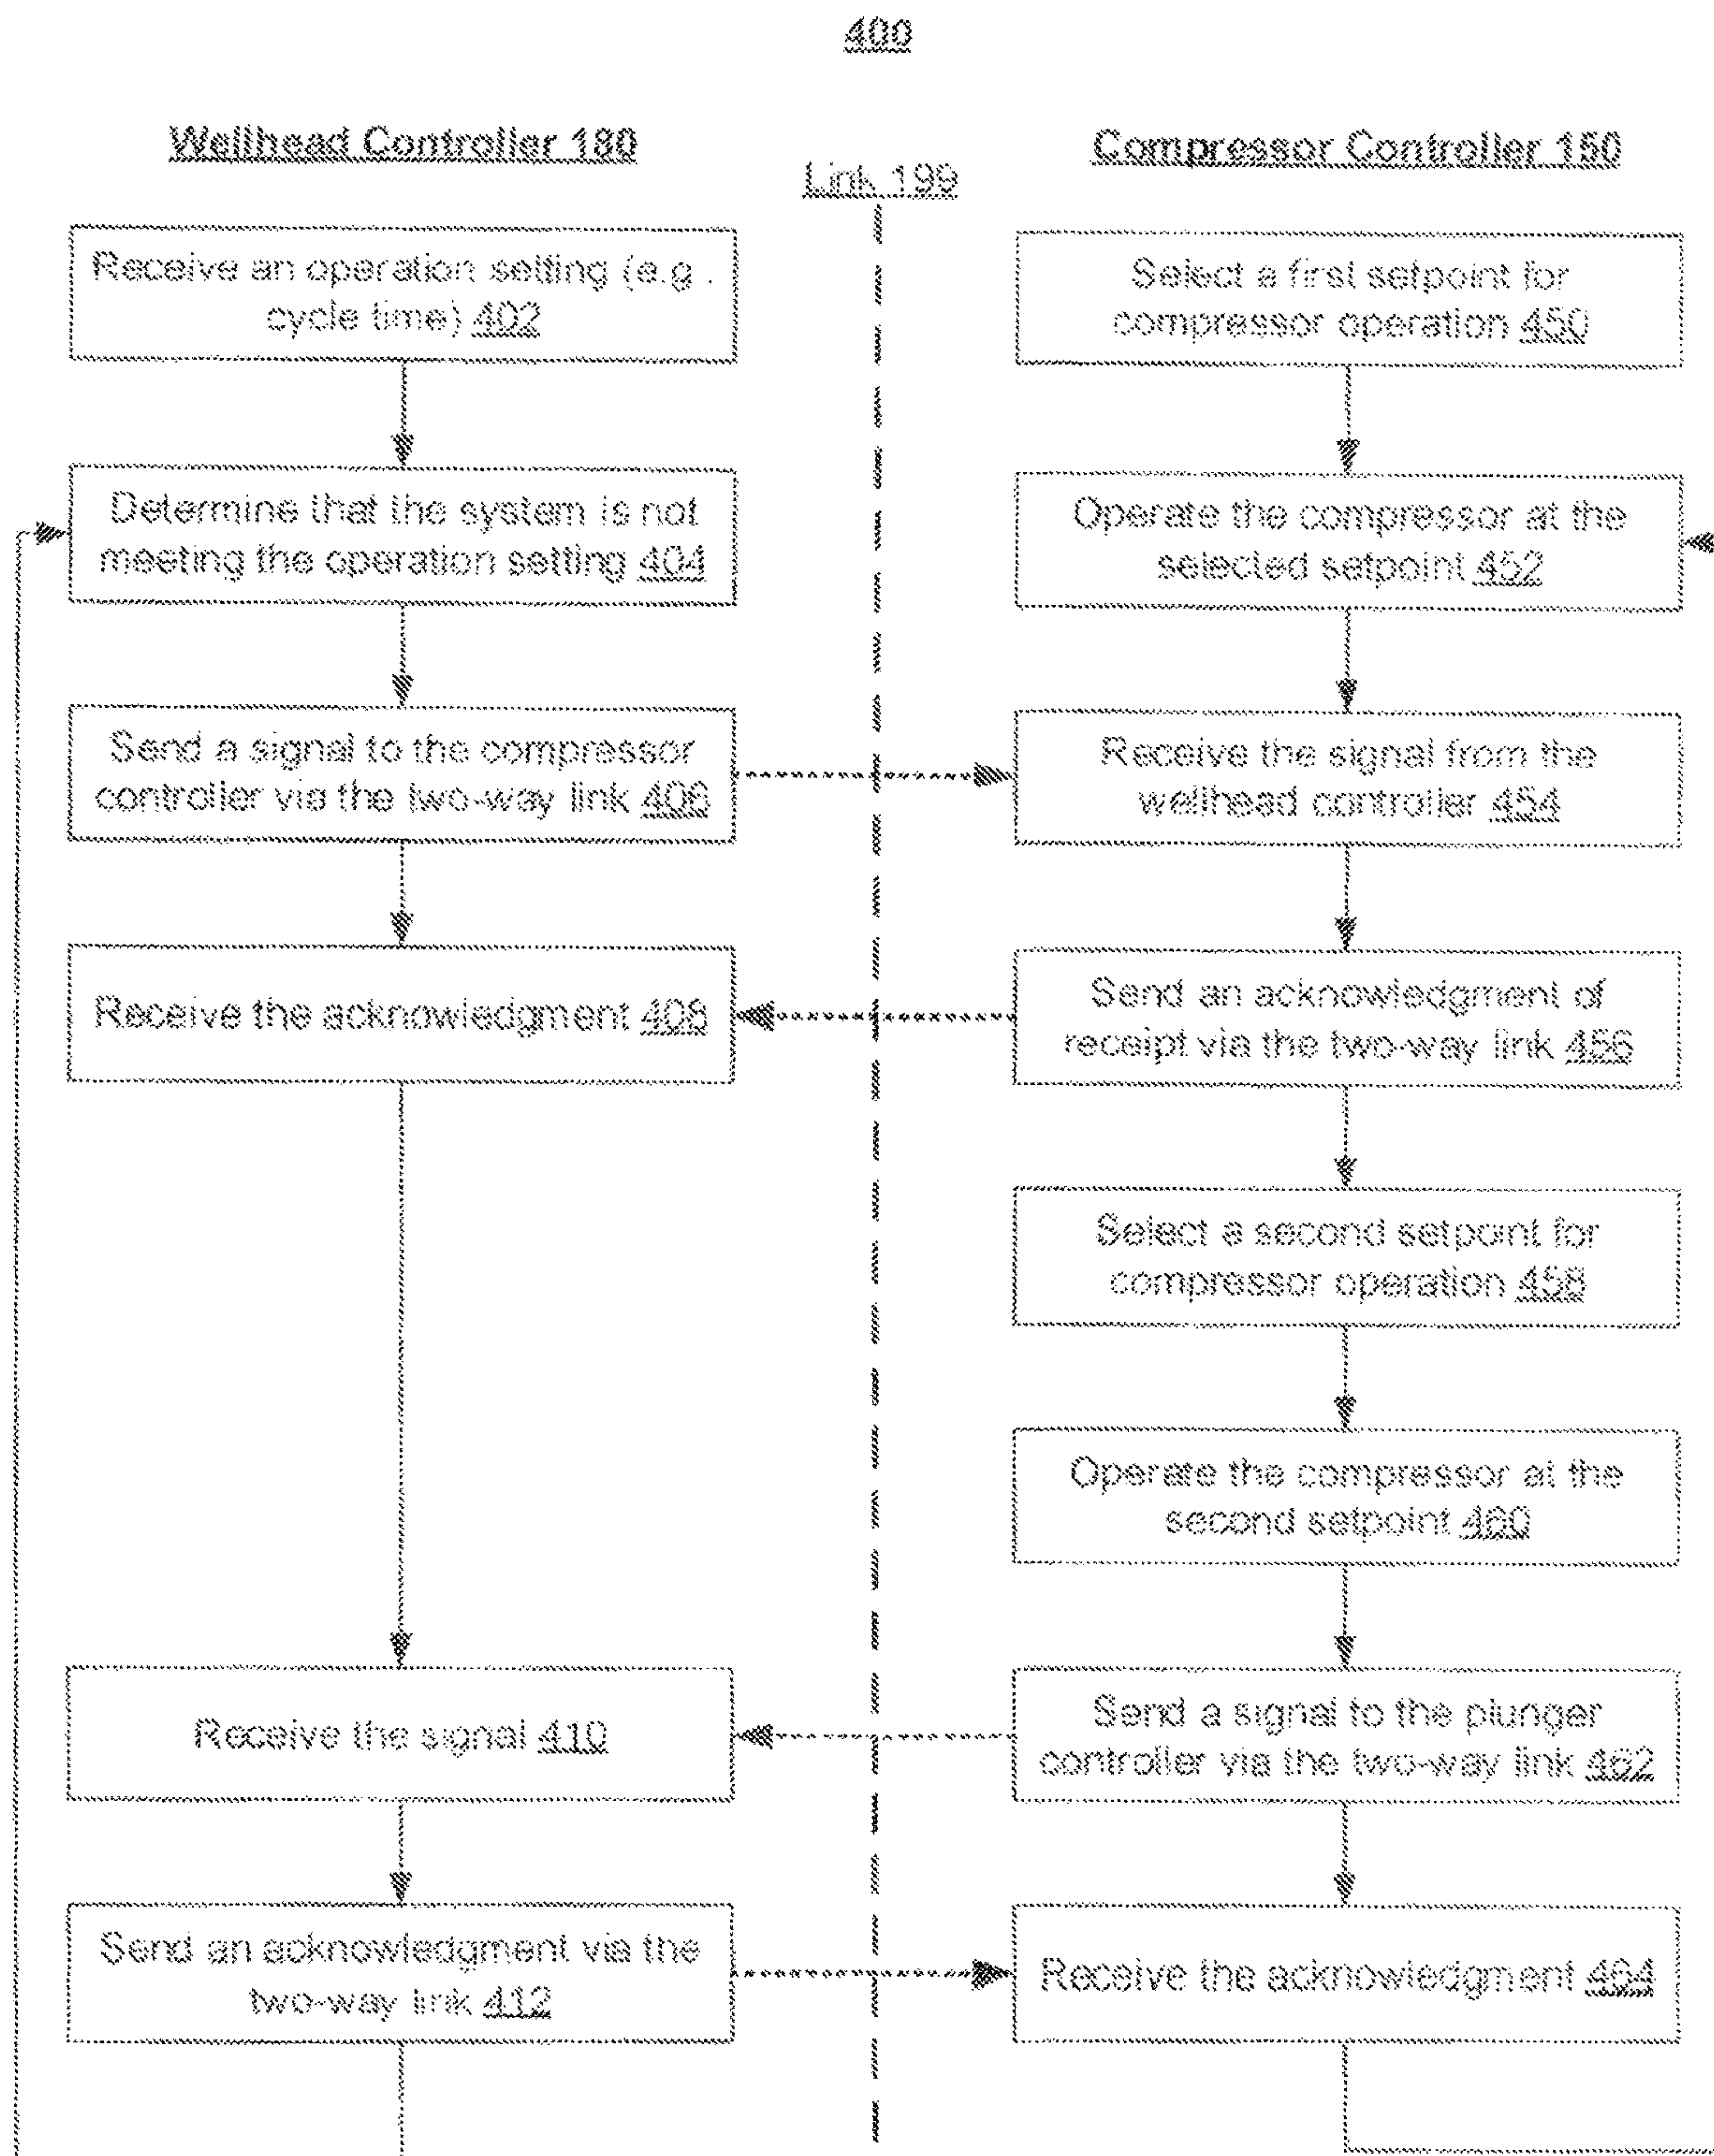 400
Wellhead Controller 180
Link 199
Compressor Controller 150
Receive an operation setting (e.g.
cycle time) 402
Determine that the system is not
meeting the operation setting 404
Send a signal to the compressor
controller via the two-way link 406
Receive the acknowledgment 408
Receive the signal 410
Send an acknowledgment via the
two-way link 412
Select a first setpoint for
compressor operation 450
Operate the compressor at the
selected setpoint 452
Receive the signal from the
wellhead controller 454
Send an acknowledgment of
receipt via the two-way link 456
Select a second setpoint for
compressor operation 458
Operate the compressor at the
second setpoint 460
Send a signal to the plunger
controller via the two-way link 462
Receive the acknowledgment 464